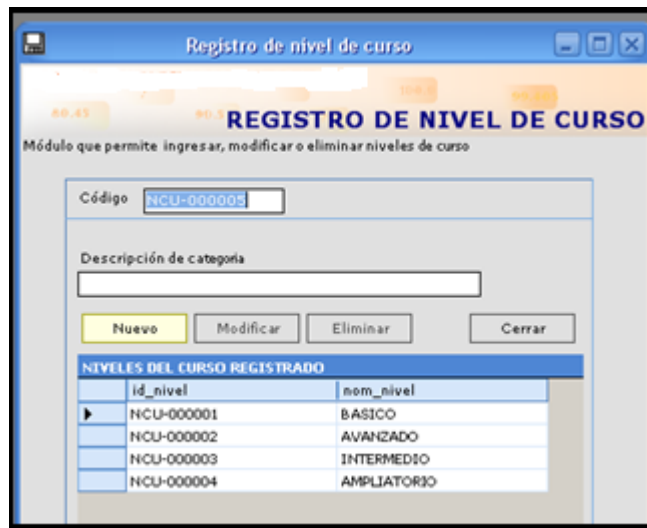 Registro de nivel de curso
REGISTRO DE NIVEL DE CURSO
Módulo que permite ingresar, modificar o eliminar niveles de curso
Código NCU-000005
Descripción de categoria
Nuevo Modificar Eliminar Cerrar
NIVELES DEL CURSO REGISTRADO
id_nivel nom_nivel
NCU-000001 BASICO
NCU-000002 AVANZADO
NCU-000003 INTERMEDIO
NCU-000004 AMPLIATORIO